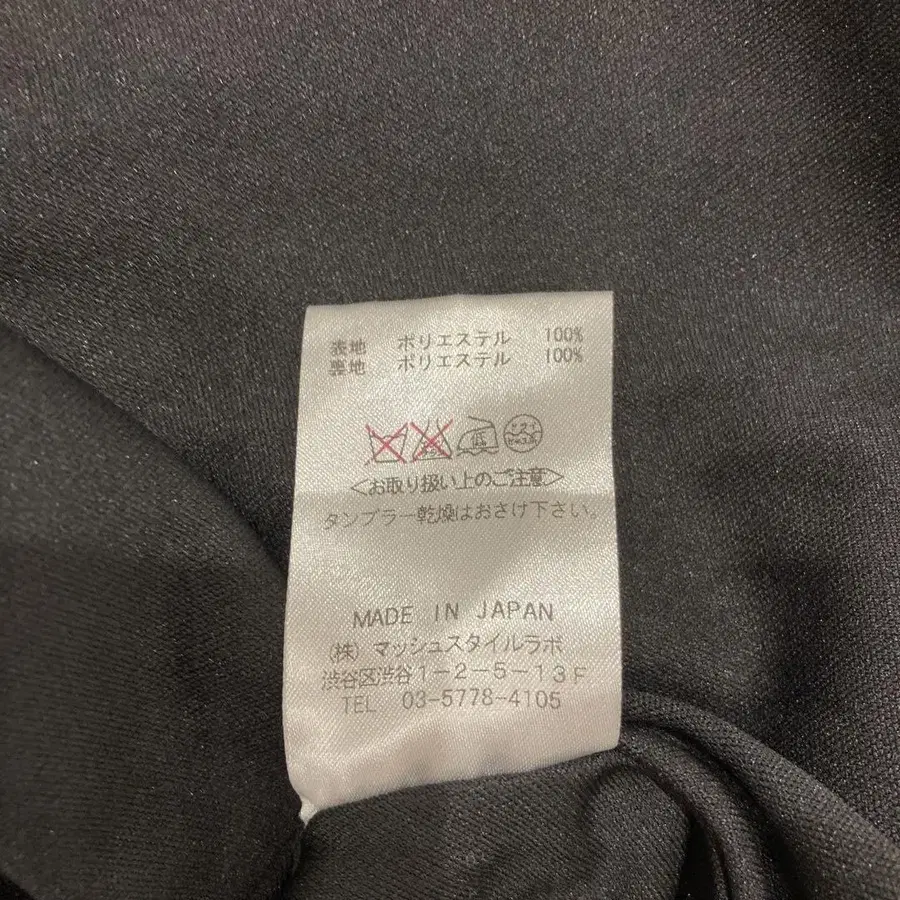 表地 ポリエステル 100%
裏地 ポリエステル 100%
<お取り扱い上のご注意>
タンブラー乾燥はおさけ下さい。
MADE IN JAPAN
(株) マッシュスタイルラボ
渋谷区渋谷1-2-5-13F
TEL 03-5778-4105